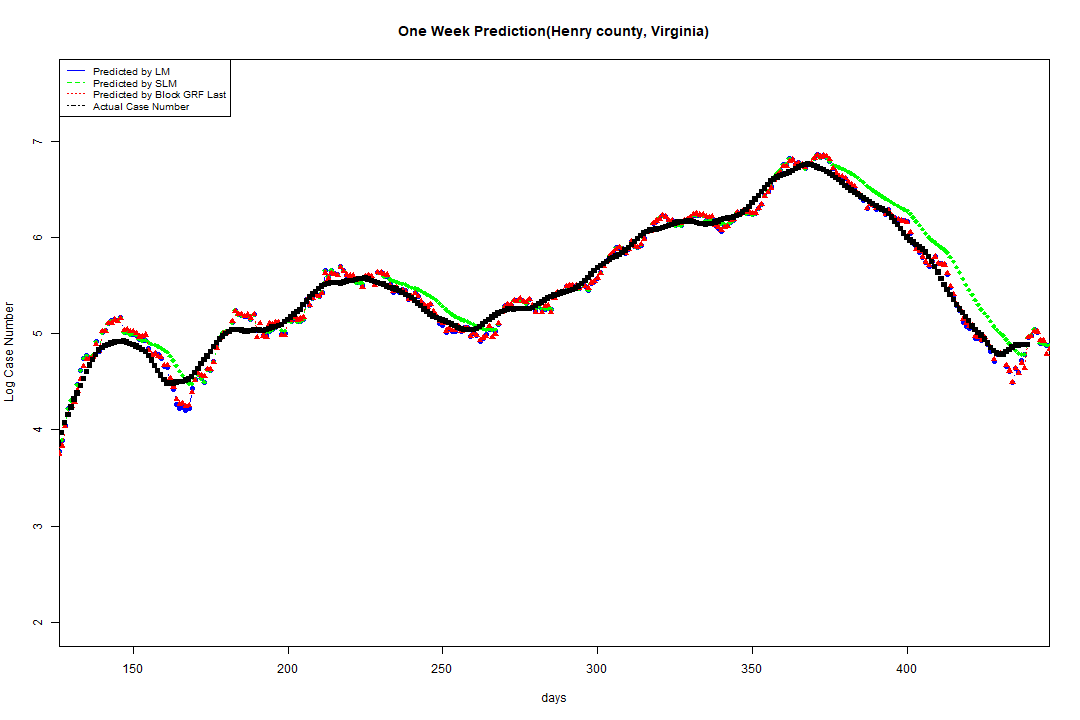 One Week Prediction(Henry county, Virginia)
Predicted by LM
Predicted by SLM
Predicted by Block GRF Last
Actual Case Number
7
6
5
4
3
2
Log Case Number
150 200 250 300 350 400
days